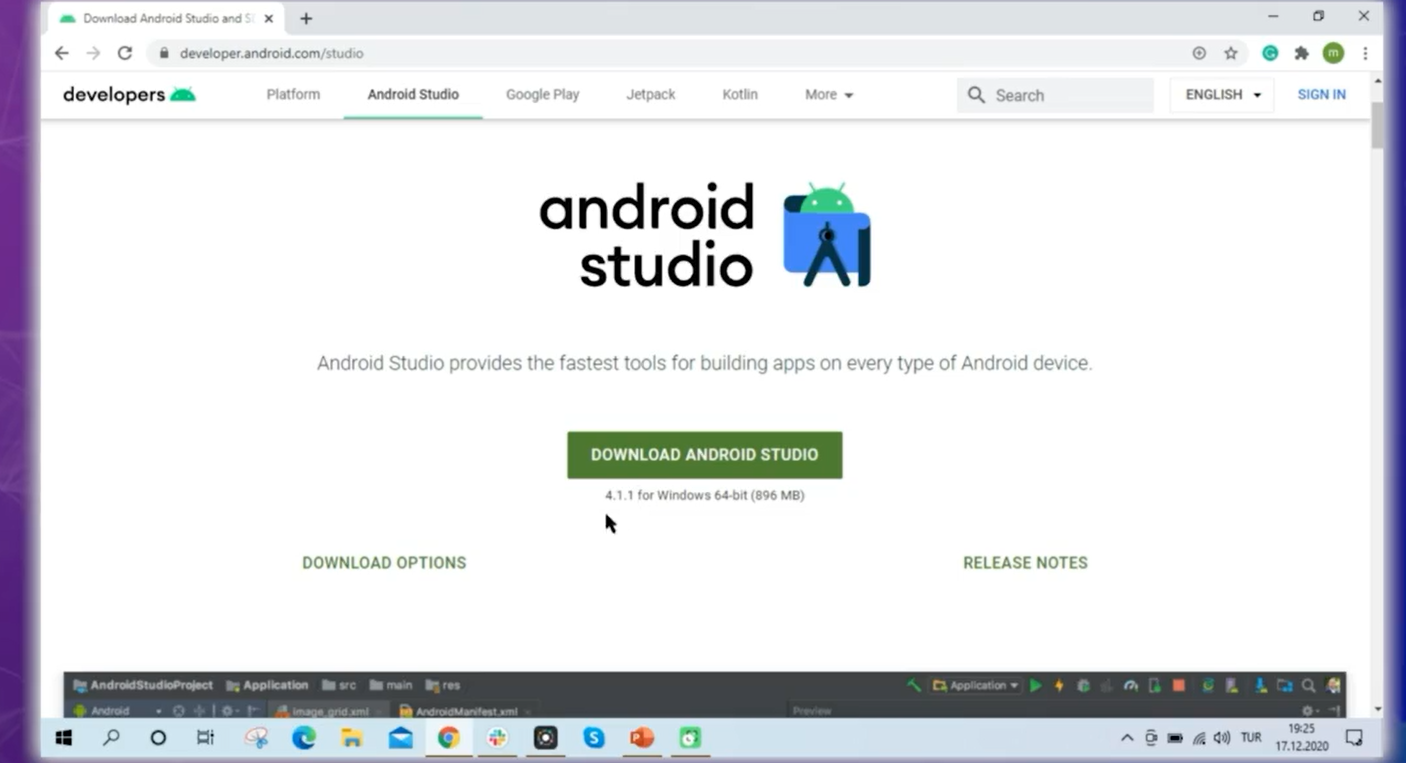 Download Android Studio and S
developer.android.com/studio
m
developers
Platform
Android Studio
Google Play
Jetpack
Kotlin
More
Search
ENGLISH
SIGN IN
android
studio
Android Studio provides the fastest tools for building apps on every type of Android device.
DOWNLOAD ANDROID STUDIO
4.1.1 for Windows 64-bit (896 MB)
DOWNLOAD OPTIONS
RELEASE NOTES
AndroidStudioProject
Application
src
main
res
Application
Android
image_grid.xml
AndroidManifest.xml
Preview
TUR
19:25
17.12.2020